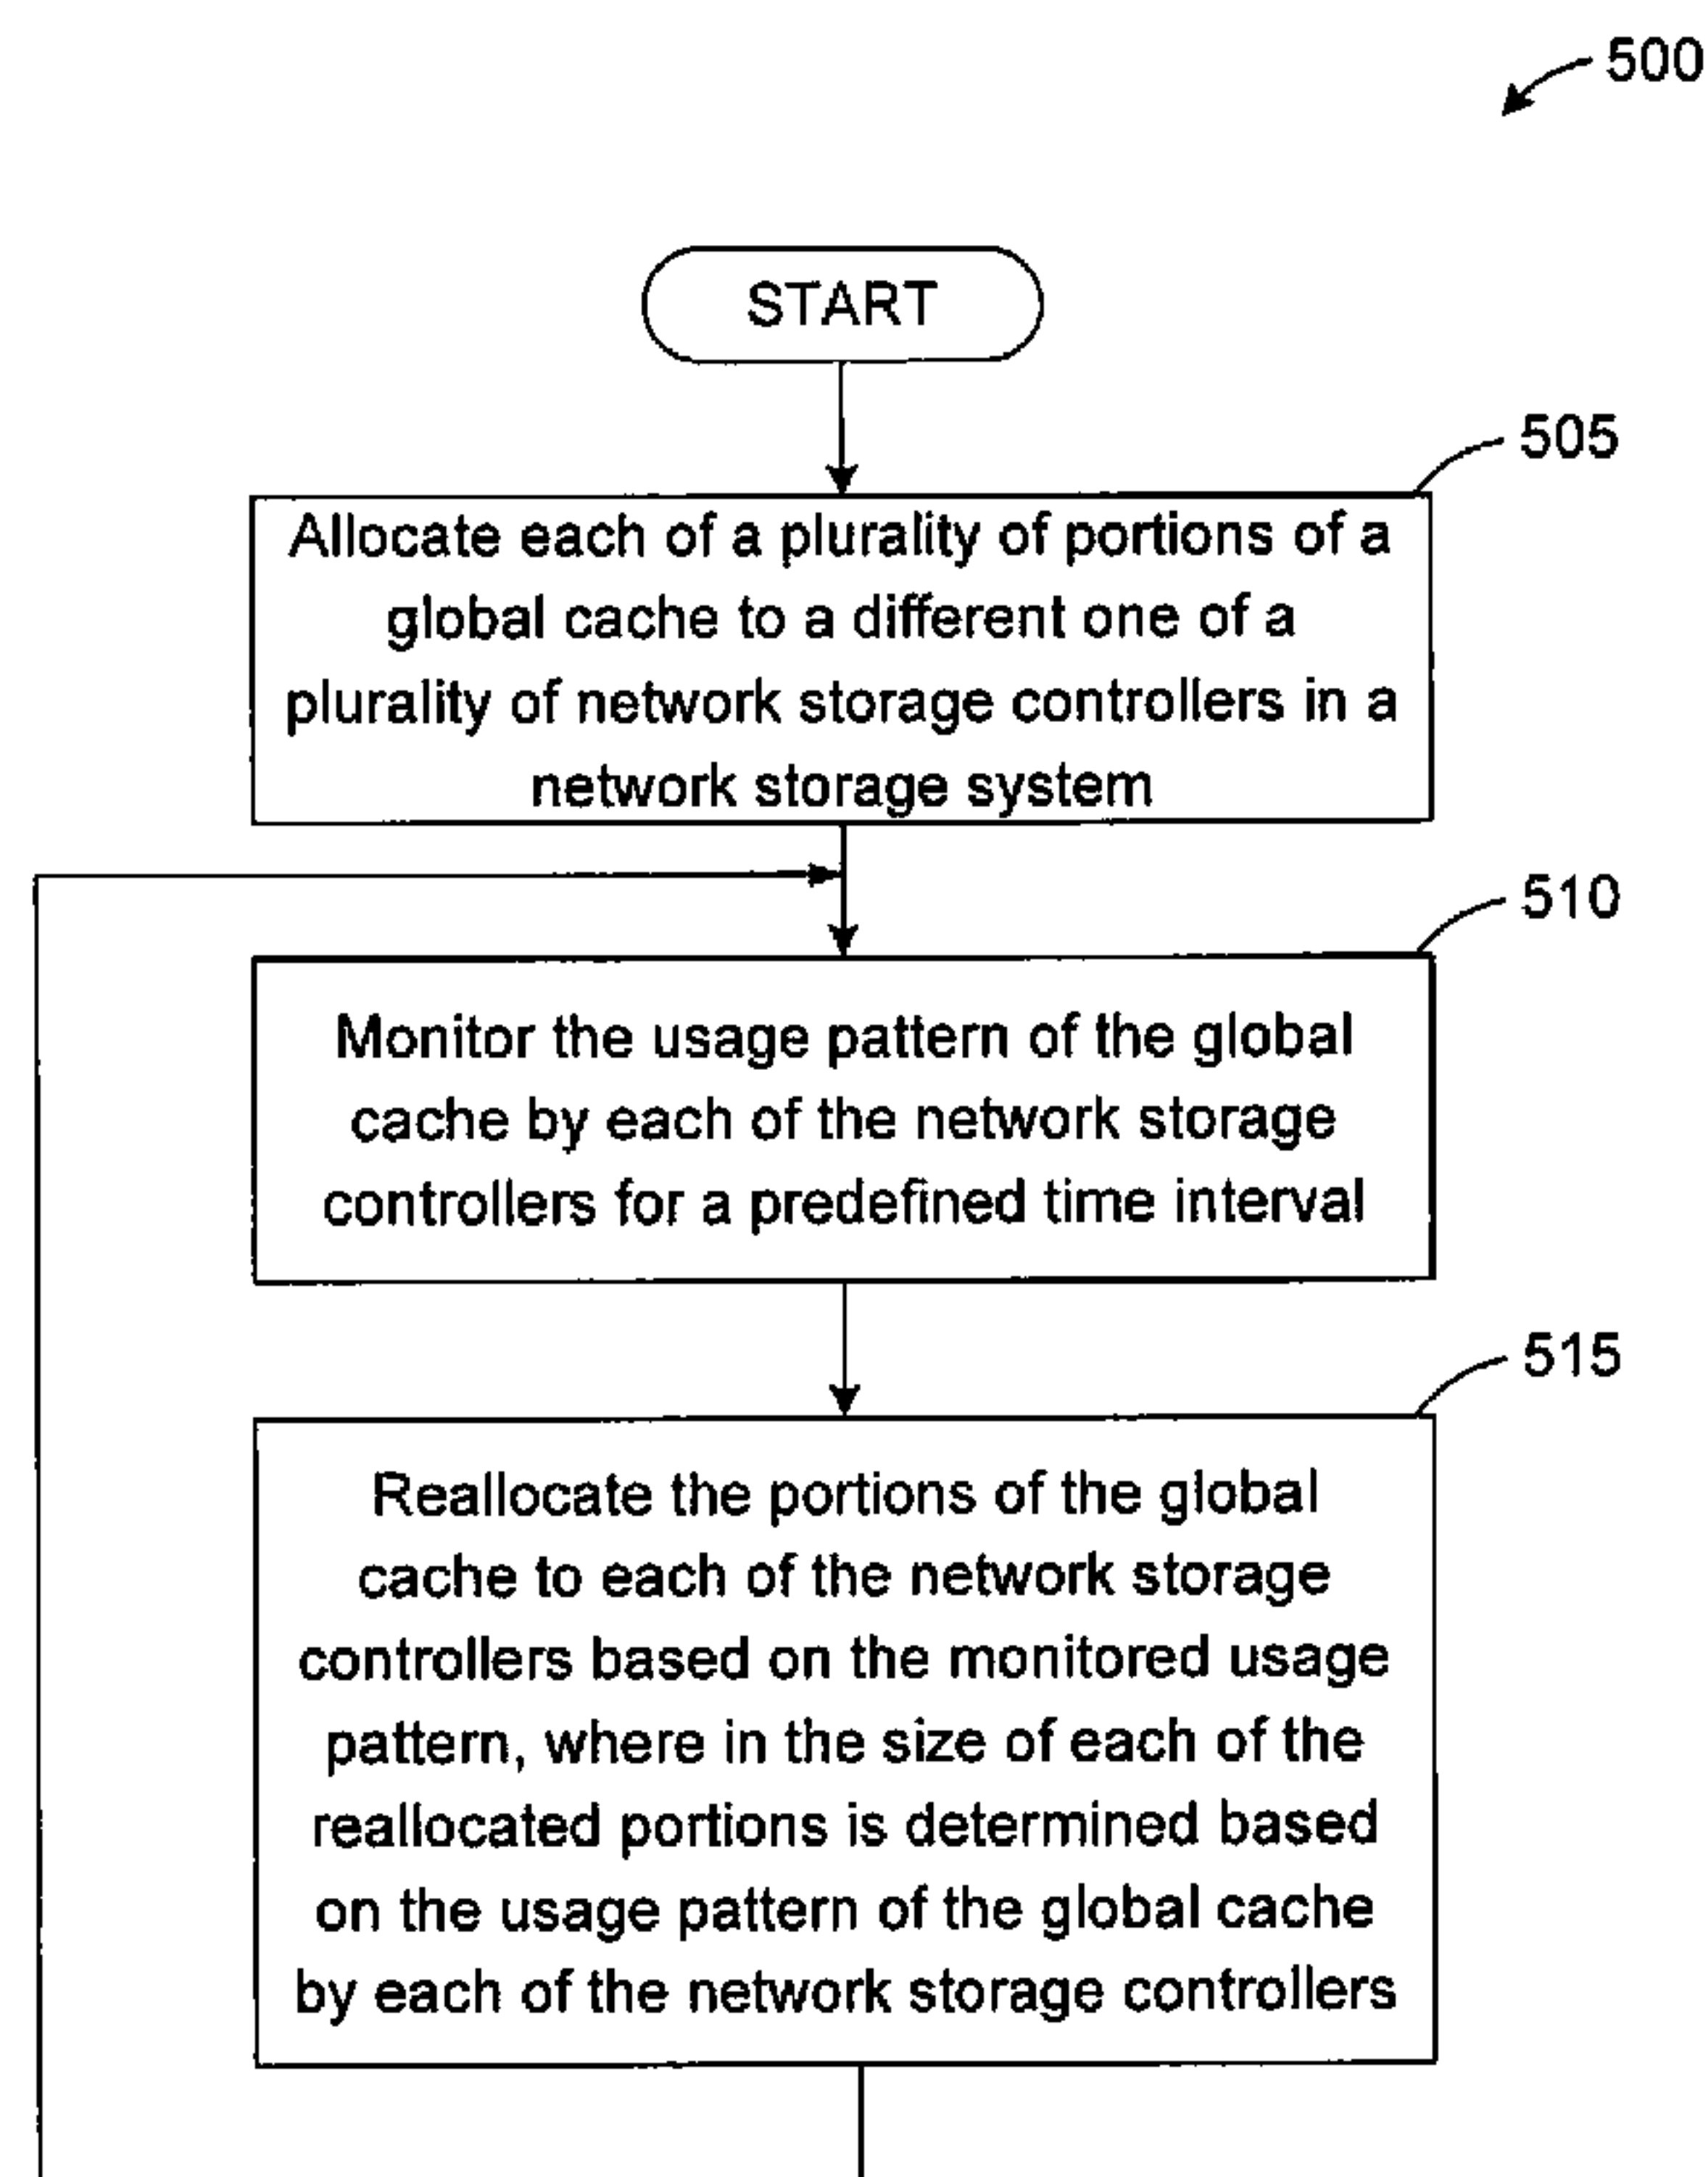 500
START
505
Allocate each of a plurality of portions of a
global cache to a different one of a
plurality of network storage controllers in a
network storage system
510
Monitor the usage pattern of the global
cache by each of the network storage
controllers for a predefined time interval
515
Reallocate the portions of the global
cache to each of the network storage
controllers based on the monitored usage
pattern, where in the size of each of the
reallocated portions is determined based
on the usage pattern of the global cache
by each of the network storage controllers